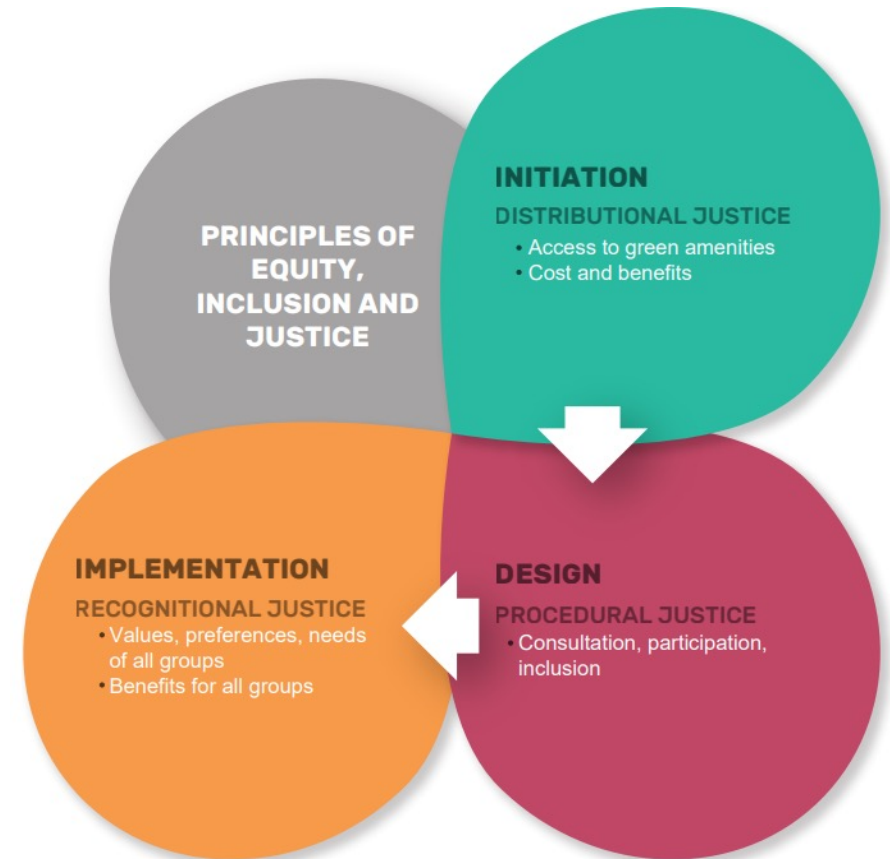 PRINCIPLES OF
EQUITY,
INCLUSION AND
JUSTICE
INITIATION
DISTRIBUTIONAL JUSTICE
• Access to green amenities
• Cost and benefits
DESIGN
PROCEDURAL JUSTICE
• Consultation, participation,
inclusion
IMPLEMENTATION
RECOGNITIONAL JUSTICE
• Values, preferences, needs
of all groups
• Benefits for all groups